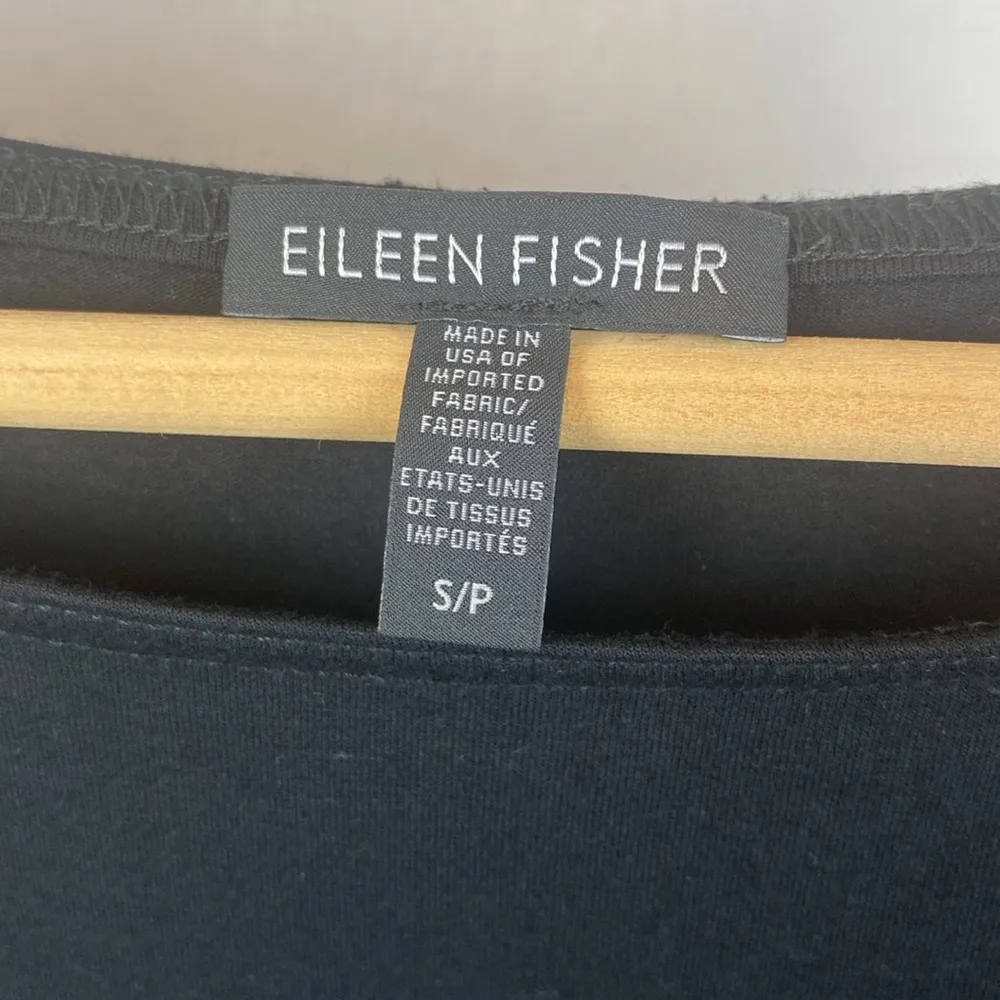 EILEEN FISHER
MADE IN
USA OF
IMPORTED
FABRIC/
FABRIQUÉ
AUX
ETATS-UNIS
DE TISSUS
IMPORTÉS
S/P